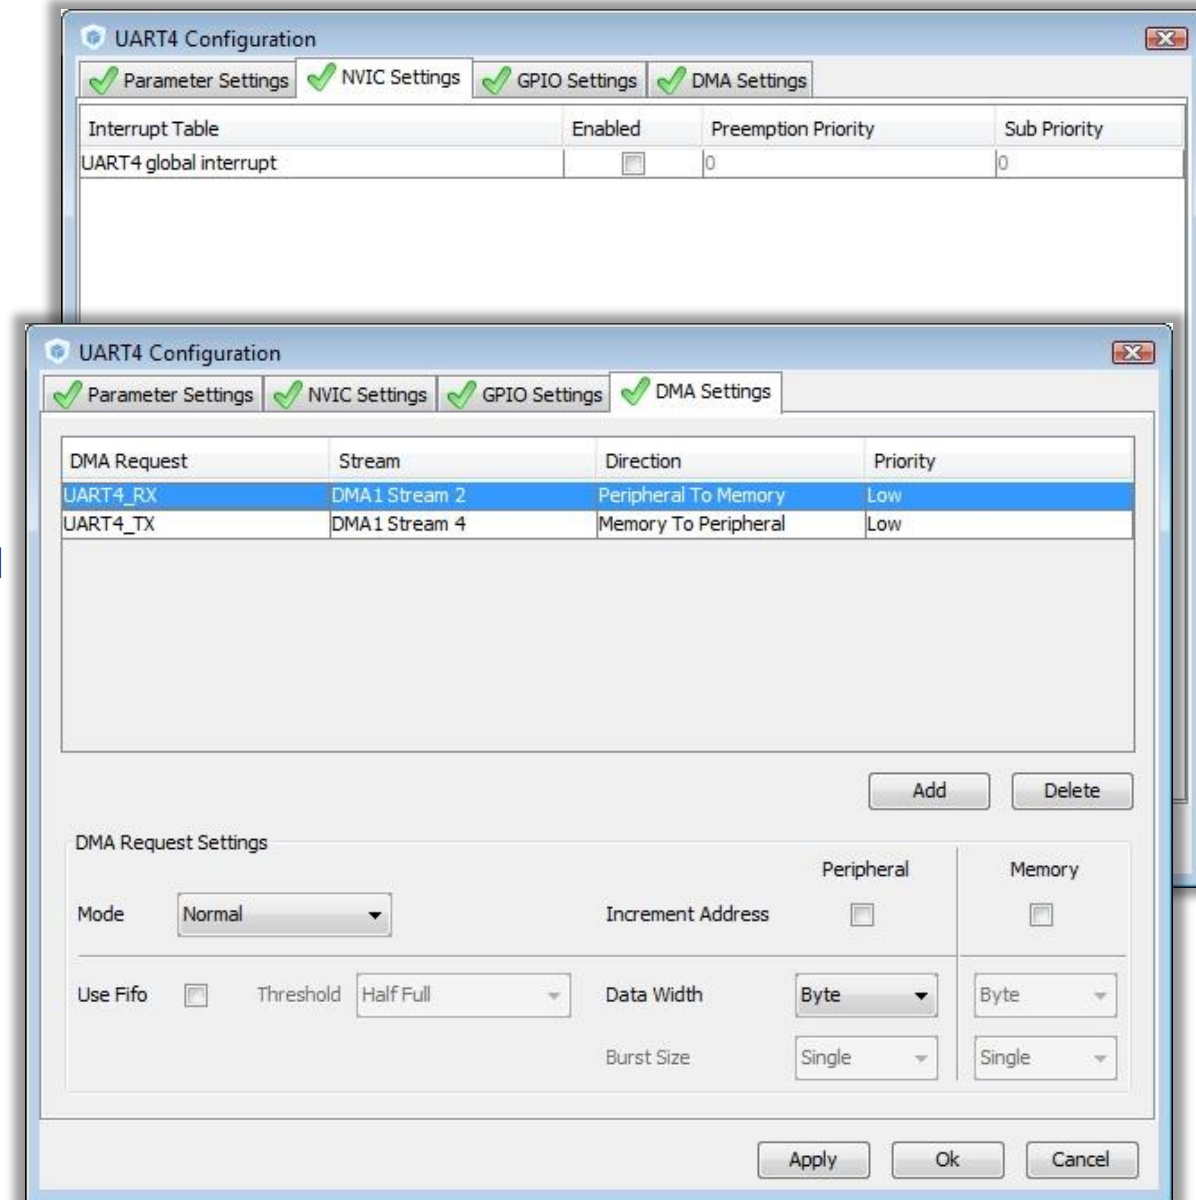 UART4 Configuration
Parameter Settings NVIC Settings GPIO Settings DMA Settings
Interrupt Table Enabled Preemption Priority Sub Priority
UART4 global interrupt 0 0
UART4 Configuration
Parameter Settings NVIC Settings GPIO Settings DMA Settings
DMA Request Stream Direction Priority
UART4_RX DMA1 Stream 2 Peripheral To Memory Low
UART4_TX DMA1 Stream 4 Memory To Peripheral Low
Add Delete
DMA Request Settings
Peripheral Memory
Mode Normal Increment Address
Use Fifo Threshold Half Full Data Width Byte Byte
Burst Size Single Single
Apply Ok Cancel